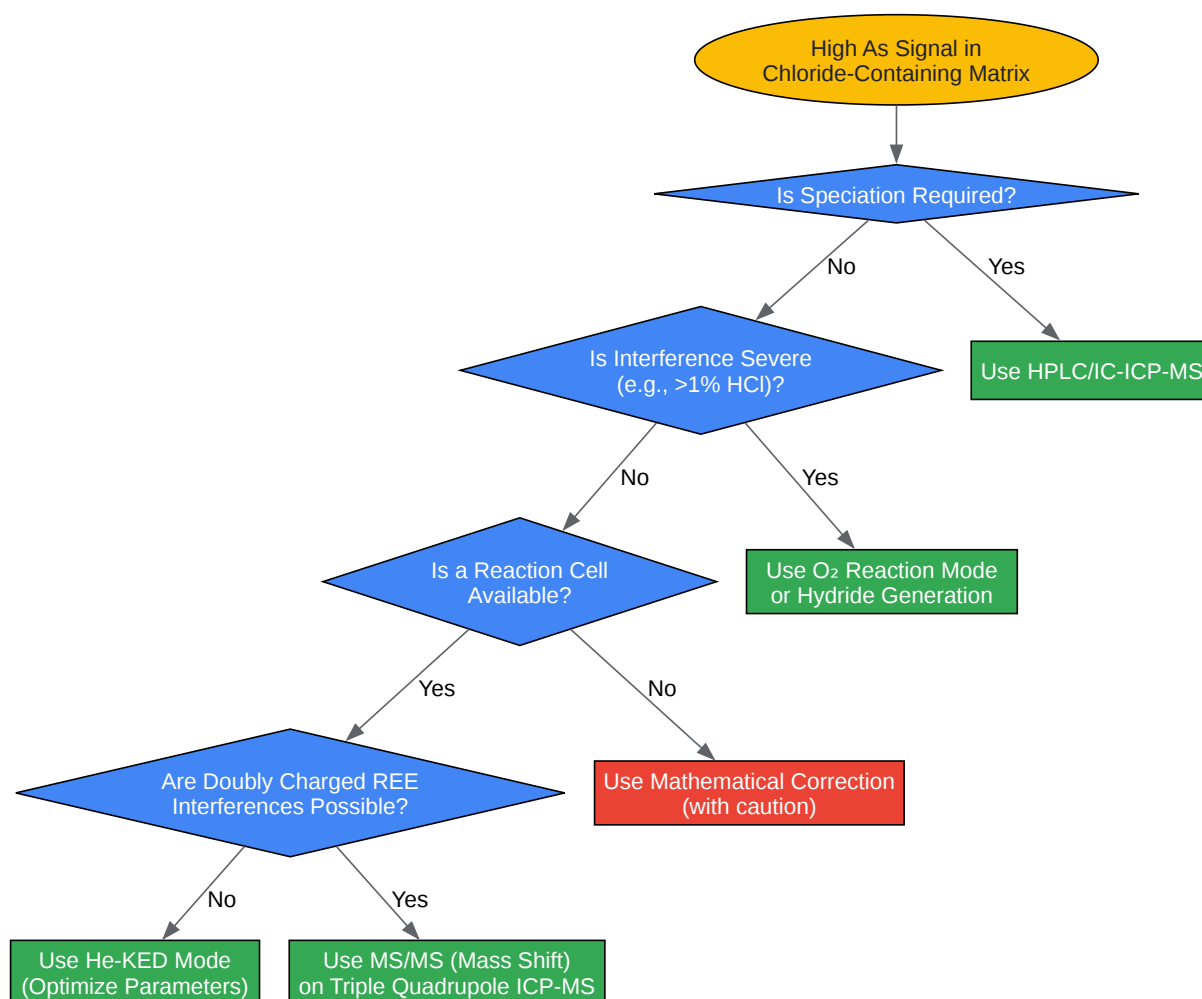 High As Signal in
Chloride-Containing Matrix
Is Speciation Required?
No
Yes
Is Interference Severe
(e.g., >1% HCl)?
Use HPLC/IC-ICP-MS
No
Yes
Is a Reaction Cell
Available?
Use O₂ Reaction Mode
or Hydride Generation
Yes
No
Are Doubly Charged REE
Interferences Possible?
Use Mathematical Correction
(with caution)
No
Yes
Use He-KED Mode
(Optimize Parameters)
Use MS/MS (Mass Shift)
on Triple Quadrupole ICP-MS